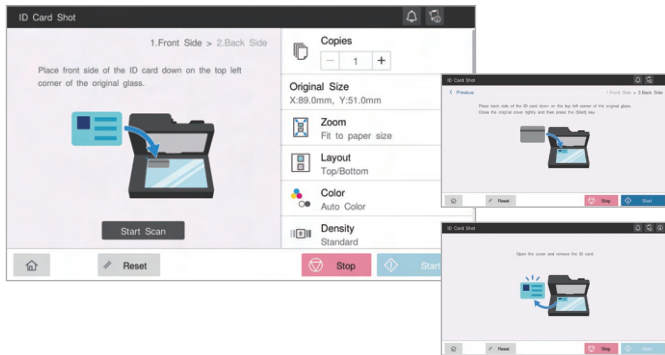 ID Card Shot
1.Front Side > 2.Back Side
Place front side of the ID card down on the top left
corner of the original glass.
Start Scan
Copies
− 1 +
Original Size
X:89.0mm, Y:51.0mm
Zoom
Fit to paper size
Layout
Top/Bottom
Color
Auto Color
Density
Standard
Reset
Stop
Start
ID Card Shot
< Previous
1.Front Side > 2.Back Side
Place back side of the ID card down on the top left corner of the original glass.
Close the original cover lightly and then press the [Start] key.
Reset
Stop
Start
ID Card Shot
Open the cover and remove the ID card.
Reset
Stop
Start